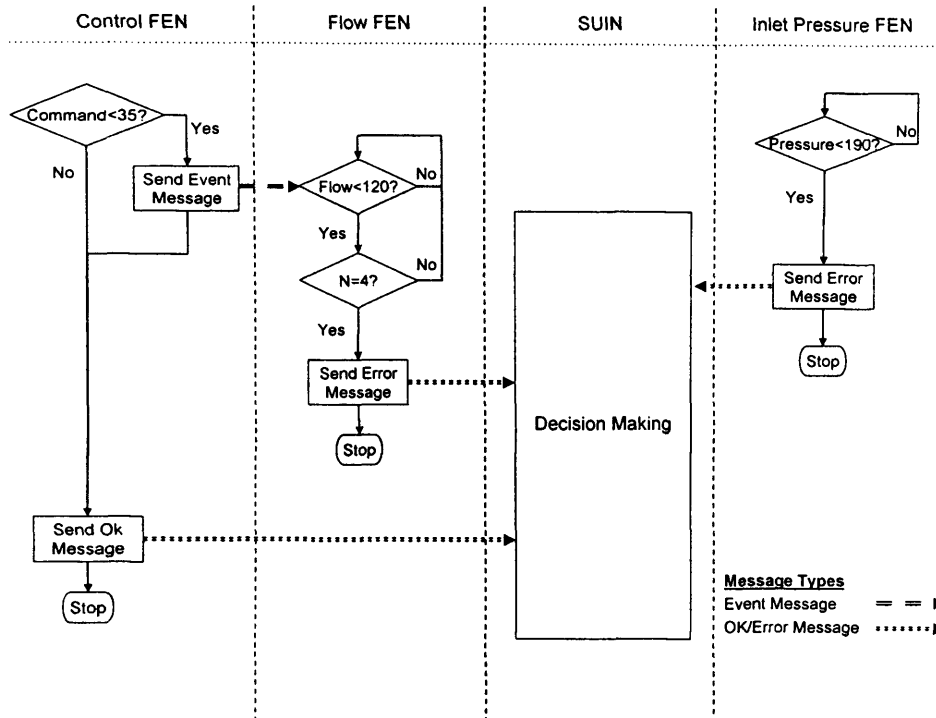 Control FEN
Flow FEN
SUIN
Inlet Pressure FEN
Command<35?
Yes
No
Send Event
Message
Flow<120?
No
Yes
N=4?
No
Yes
Send Error
Message
Stop
Send Ok
Message
Stop
Decision Making
Pressure<190?
No
Yes
Send Error
Message
Stop
Message Types
Event Message
OK/Error Message